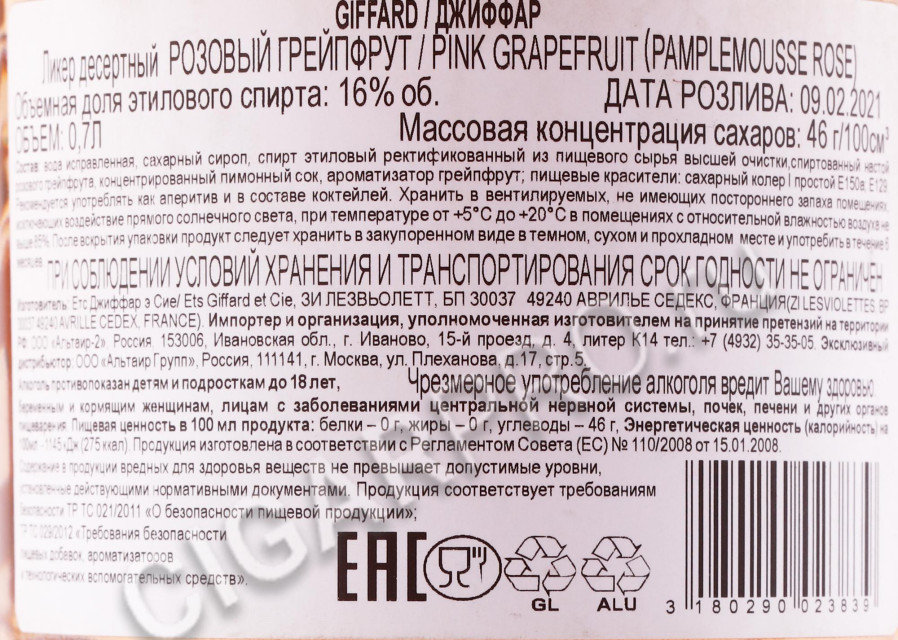 GIFFARD / ДЖИФФАР
Ликер десертный РОЗОВЫЙ ГРЕЙПФРУТ / PINK GRAPEFRUIT (PAMPLEMOUSSE ROSE)
Объемная доля этилового спирта: 16% об. ДАТА РОЗЛИВА: 09.02.2021
ОБЪЕМ: 0,7Л Массовая концентрация сахаров: 46 г/100см³
Состав: вода исправленная, сахарный сироп, спирт этиловый ректификованный из пищевого сырья высшей очистки, спиртованный настой
розового грейпфрута, концентрированный лимонный сок, ароматизатор грейпфрут; пищевые красители: сахарный колер I простой E150a, E129
Рекомендуется употреблять как аперитив и в составе коктейлей. Хранить в вентилируемых, не имеющих постороннего запаха помещениях,
исключающих воздействие прямого солнечного света, при температуре от +5°С до +20°С в помещениях с относительной влажностью воздуха не
выше 85%. После вскрытия упаковки продукт следует хранить в закупоренном виде в темном, сухом и прохладном месте и употребить в течение 6
месяцев.
ПРИ СОБЛЮДЕНИИ УСЛОВИЙ ХРАНЕНИЯ И ТРАНСПОРТИРОВАНИЯ СРОК ГОДНОСТИ НЕ ОГРАНИЧЕН.
Изготовитель: Етс Джиффар э Сие/ Ets Giffard et Cie, ЗИ ЛЕЗВЬОЛЕТТ, БП 30037 49240 АВРИЛЬЕ СЕДЕКС, ФРАНЦИЯ(ZI LESVIOLETTES, BP
30037 49240 AVRILLE CEDEX, FRANCE). Импортер и организация, уполномоченная изготовителем на принятие претензий на территории
РФ: ООО «Альтвир-2» Россия 153006, Ивановская обл., г. Иваново, 15-й проезд, д. 4, литер К14 тел.: +7 (4932) 35-35-05. Эксклюзивный
дистрибьютор: ООО «Альтаир Групп», Россия, 111141, г. Москва, ул. Плеханова, д.17, стр.5.
Алкоголь противопоказан детям и подросткам до 18 лет, Чрезмерное употребление алкоголя вредит Вашему здоровью
беременным и кормящим женщинам, лицам с заболеваниями центральной нервной системы, почек, печени и других органов
пищеварения. Пищевая ценность в 100 мл продукта: белки – 0 г, жиры – 0 г, углеводы – 46 г, Энергетическая ценность (калорийность) на
100мл - 1145 кДж (275 ккал). Продукция изготовлена в соответствии с Регламентом Совета (ЕС) № 110/2008 от 15.01.2008.
Содержание в продукции вредных для здоровья веществ не превышает допустимые уровни,
установленные действующими нормативными документами. Продукция соответствует требованиям
безопасности ТР ТС 021/2011 «О безопасности пищевой продукции»;
ТР ТС 029/2012 «Требования безопасности
пищевых добавок, ароматизаторов
и технологических вспомогательных средств».
EAC GL ALU 3 180290 023839
CIGARPRO.RU